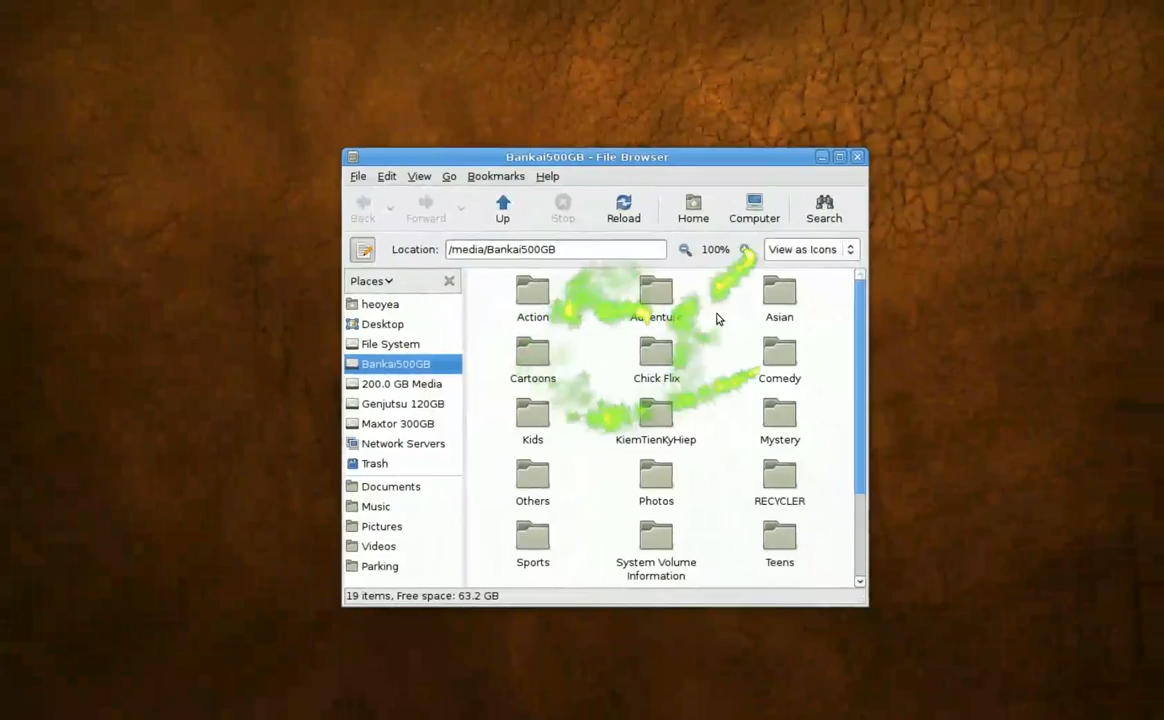 Bankai500GB - File Browser
File Edit View Go Bookmarks Help
Back Forward Up Stop Reload Home Computer Search
Location: /media/Bankai500GB 100% View as Icons
Places
heoyea
Desktop
File System
Bankai500GB
200.0 GB Media
Genjutsu 120GB
Maxtor 300GB
Network Servers
Trash
Documents
Music
Pictures
Videos
Parking
Action Adventure Asian
Cartoons Chick Flix Comedy
Kids KiemTienKyHiep Mystery
Others Photos RECYCLER
Sports System Volume Information Teens
19 items, Free space: 63.2 GB